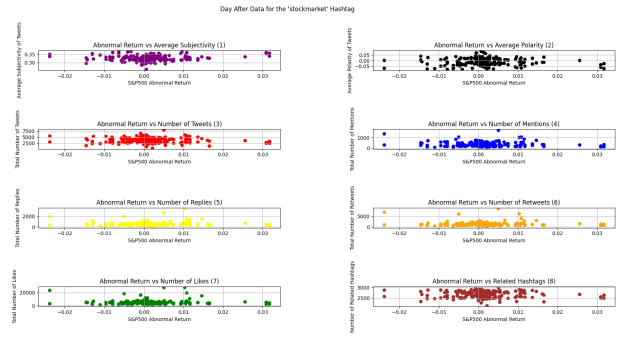 Day After Data for the 'stockmarket' Hashtag
Abnormal Return vs Average Subjectivity (1)
Average Subjectivity of Tweets
0.35
0.30
−0.02 −0.01 0.00 0.01 0.02 0.03
S&P500 Abnormal Return
Abnormal Return vs Average Polarity (2)
Average Polarity of Tweets
0.05
0.00
−0.05
−0.02 −0.01 0.00 0.01 0.02 0.03
S&P500 Abnormal Return
Abnormal Return vs Number of Tweets (3)
Total Number of Tweets
7500
5000
2500
−0.02 −0.01 0.00 0.01 0.02 0.03
S&P500 Abnormal Return
Abnormal Return vs Number of Mentions (4)
Total Number of Mentions
1000
0
−0.02 −0.01 0.00 0.01 0.02 0.03
S&P500 Abnormal Return
Abnormal Return vs Number of Replies (5)
Total Number of Replies
2000
0
−0.02 −0.01 0.00 0.01 0.02 0.03
S&P500 Abnormal Return
Abnormal Return vs Number of Retweets (6)
Total Number of Retweets
5000
0
−0.02 −0.01 0.00 0.01 0.02 0.03
S&P500 Abnormal Return
Abnormal Return vs Number of Likes (7)
Total Number of Likes
20000
0
−0.02 −0.01 0.00 0.01 0.02 0.03
S&P500 Abnormal Return
Abnormal Return vs Related Hashtags (8)
Number of Related Hashtags
5000
2500
−0.02 −0.01 0.00 0.01 0.02 0.03
S&P500 Abnormal Return